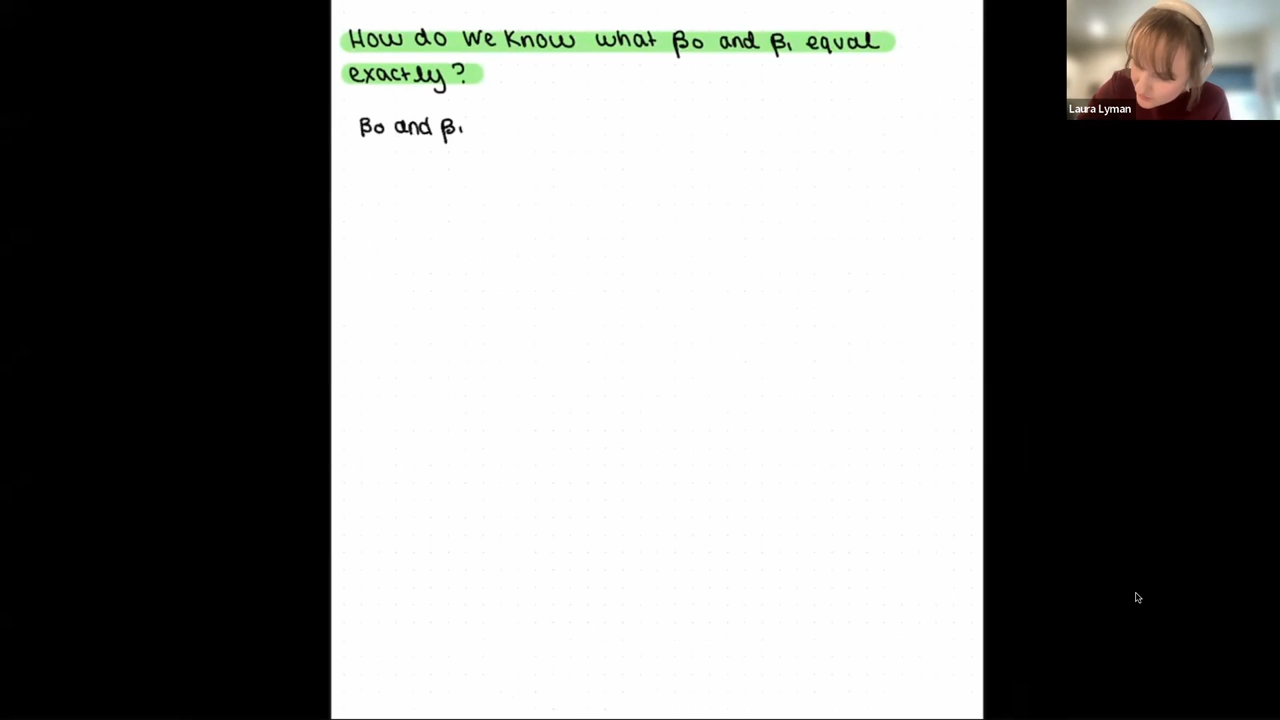 How do we know what β0 and β1 equal
exactly?
β0 and β1
Laura Lyman